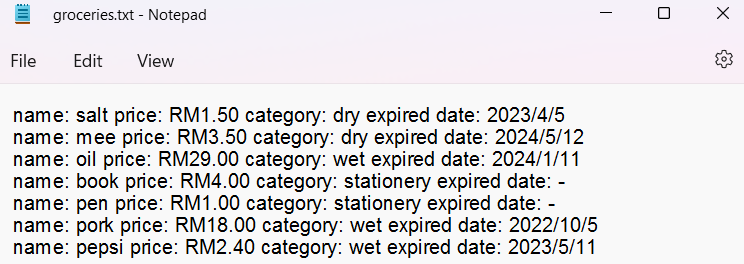 groceries.txt - Notepad
File Edit View
name: salt price: RM1.50 category: dry expired date: 2023/4/5
name: mee price: RM3.50 category: dry expired date: 2024/5/12
name: oil price: RM29.00 category: wet expired date: 2024/1/11
name: book price: RM4.00 category: stationery expired date: -
name: pen price: RM1.00 category: stationery expired date: -
name: pork price: RM18.00 category: wet expired date: 2022/10/5
name: pepsi price: RM2.40 category: wet expired date: 2023/5/11